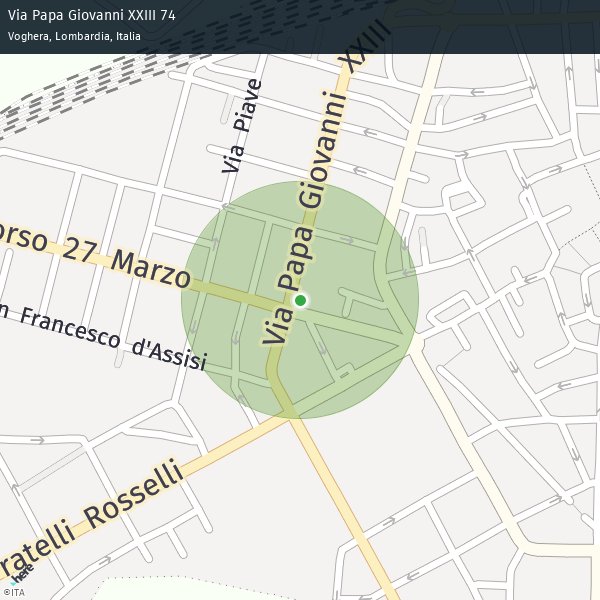 Via Papa Giovanni XXIII 74
Voghera, Lombardia, Italia
Via Piave
Via Papa Giovanni XXIII
orso 27 Marzo
n Francesco d'Assisi
ratelli Rosselli
here
©ITA